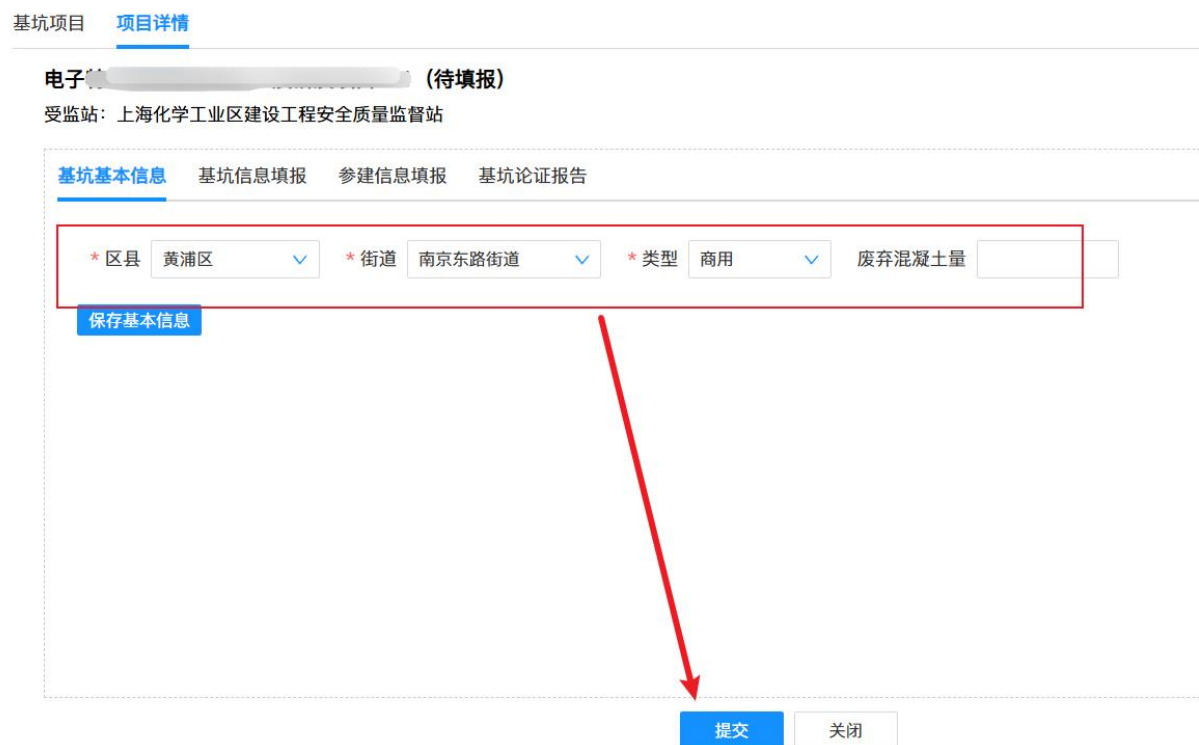 基坑项目 项目详情
电子 （待填报）
受监站：上海化学工业区建设工程安全质量监督站
基坑基本信息 基坑信息填报 参建信息填报 基坑论证报告
* 区县 黄浦区 * 街道 南京东路街道 * 类型 商用 废弃混凝土量
保存基本信息
提交 关闭